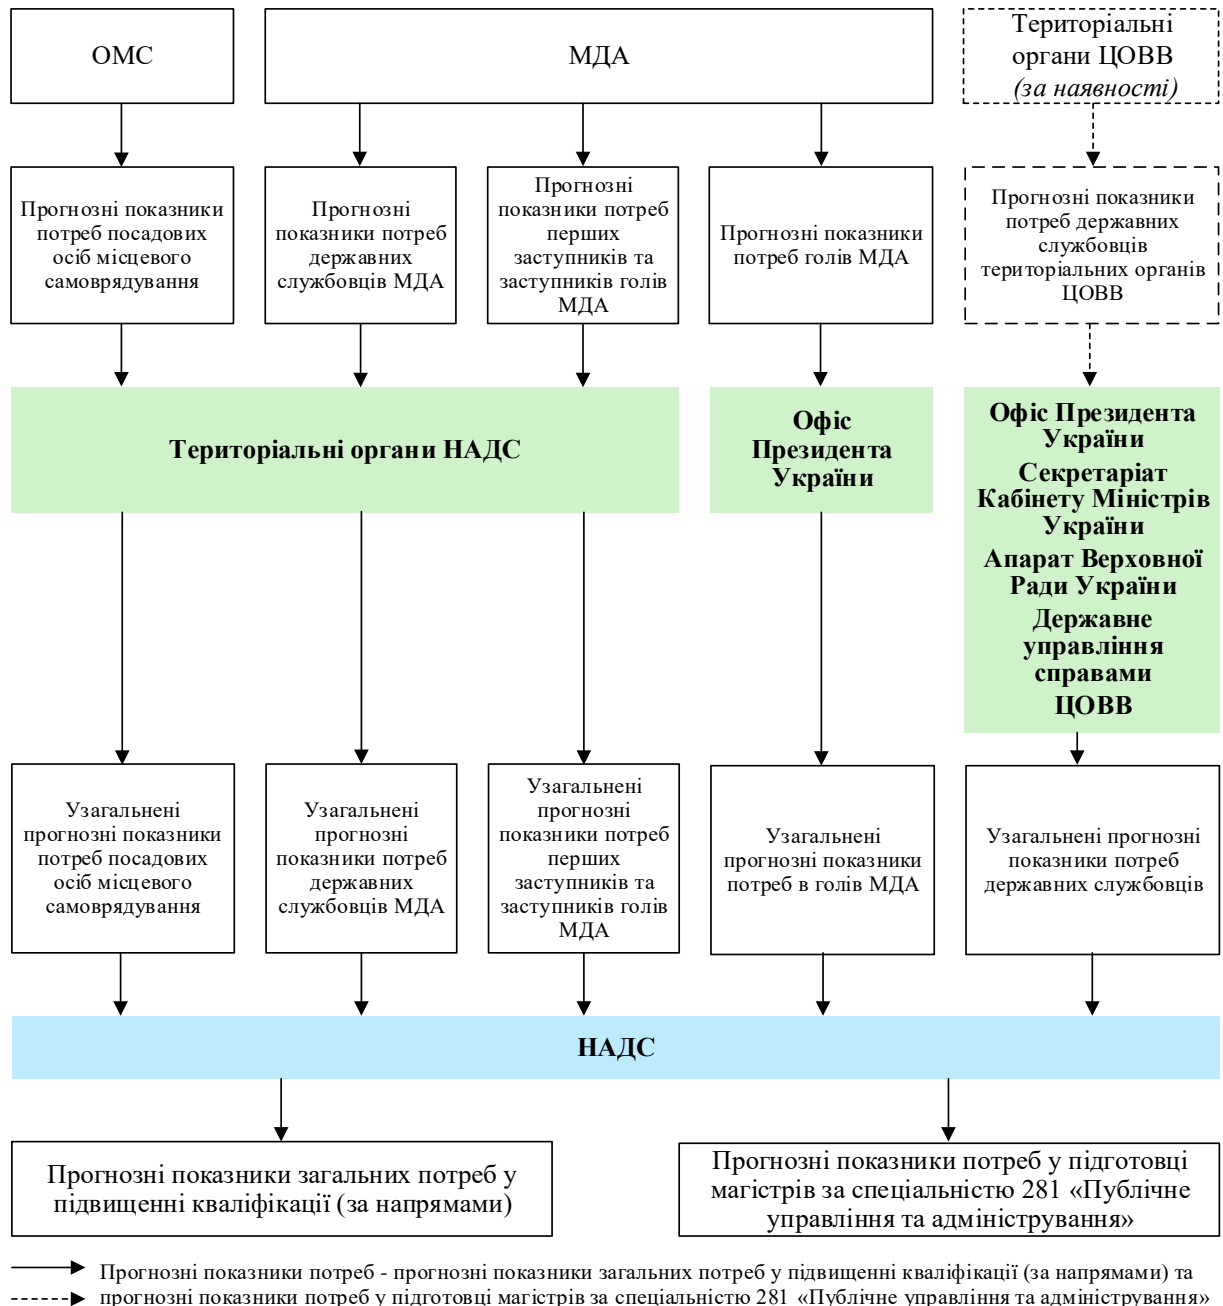 ОМС
МДА
Територіальні
органи ЦОВВ
(за наявності)
Прогнозні показники
потреб посадових
осіб місцевого
самоврядування
Прогнозні
показники потреб
державних
службовців МДА
Прогнозні
показники потреб
перших
заступників та
заступників голів
МДА
Прогнозні показники
потреб голів МДА
Прогнозні показники
потреб державних
службовців
територіальних органів
ЦОВВ
Територіальні органи НАДС
Офіс
Президента
України
Офіс Президента
України
Секретаріат
Кабінету Міністрів
України
Апарат Верховної
Ради України
Державне
управління
справами
ЦОВВ
Узагальнені
прогнозні показники
потреб посадових
осіб місцевого
самоврядування
Узагальнені
прогнозні
показники потреб
державних
службовців МДА
Узагальнені
прогнозні
показники потреб
перших
заступників та
заступників голів
МДА
Узагальнені
прогнозні показники
потреб в голів МДА
Узагальнені прогнозні
показники потреб
державних службовців
НАДС
Прогнозні показники загальних потреб у
підвищенні кваліфікації (за напрямами)
Прогнозні показники потреб у підготовці
магістрів за спеціальністю 281 «Публічне
управління та адміністрування»
Прогнозні показники потреб - прогнозні показники загальних потреб у підвищенні кваліфікації (за напрямами) та
прогнозні показники потреб у підготовці магістрів за спеціальністю 281 «Публічне управління та адміністрування»